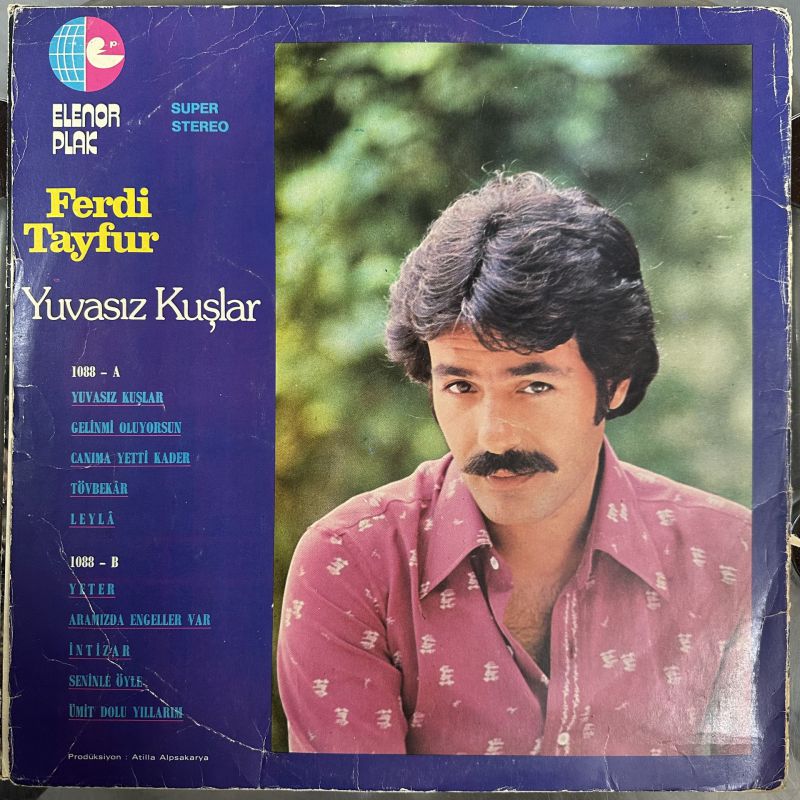 p
ELENOR
PLAK
SUPER
STEREO
Ferdi
Tayfur
Yuvasız Kuşlar
1088 - A
YUVASIZ KUŞLAR
GELİNMİ OLUYORSUN
CANIMA YETTİ KADER
TÖVBEKÂR
LEYLÂ
1088 - B
YETER
ARAMIZDA ENGELLER VAR
İNTİZAR
SENİNLE ÖYLE
ÜMİT DOLU YILLARIM
Prodüksiyon : Atilla Alpsakarya